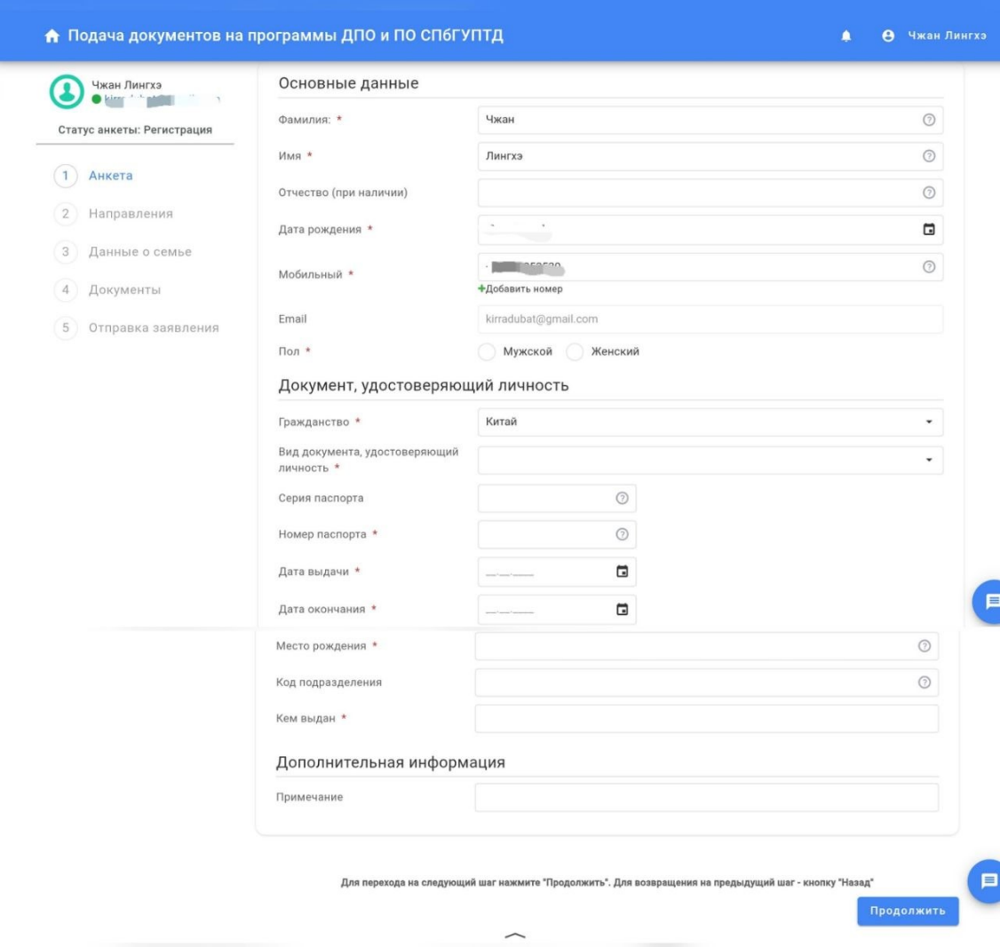 Подача документов на программы ДПО и ПО СПбГУПТД
Чжан Лингхэ
Чжан Лингхэ
Статус анкеты: Регистрация
1 Анкета
2 Направления
3 Данные о семье
4 Документы
5 Отправка заявления
Основные данные
Фамилия: * Чжан
Имя * Лингхэ
Отчество (при наличии)
Дата рождения *
Мобильный *
+Добавить номер
Email kirradubat@gmail.com
Пол * Мужской Женский
Документ, удостоверяющий личность
Гражданство * Китай
Вид документа, удостоверяющий
личность *
Серия паспорта
Номер паспорта *
Дата выдачи * __.__.____
Дата окончания * __.__.____
Место рождения *
Код подразделения
Кем выдан *
Дополнительная информация
Примечание
Для перехода на следующий шаг нажмите "Продолжить". Для возвращения на предыдущий шаг - кнопку "Назад"
Продолжить